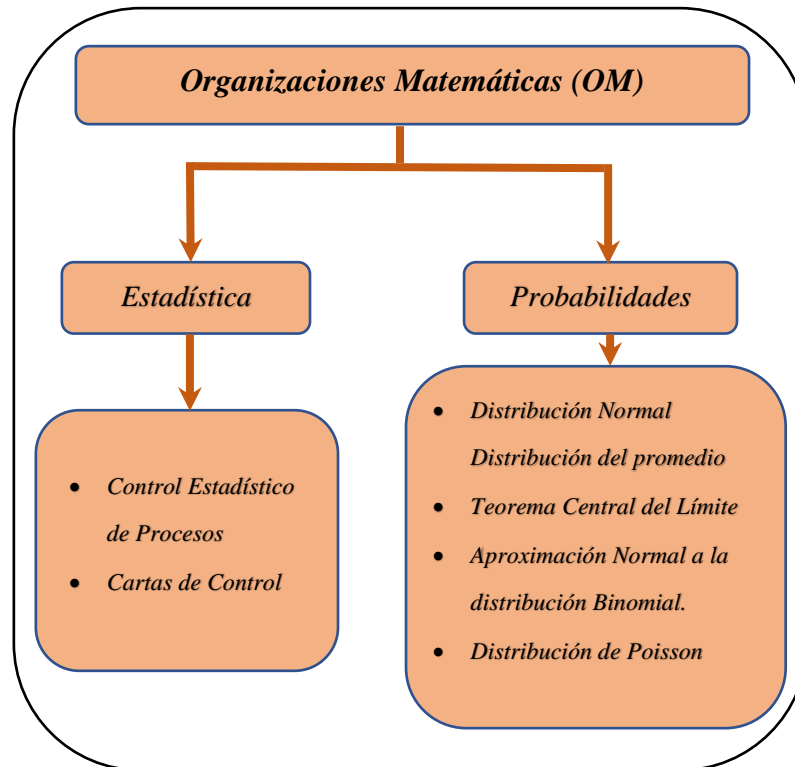 Organizaciones Matemáticas (OM)
Estadística
Probabilidades
• Control Estadístico
de Procesos
• Cartas de Control
• Distribución Normal
Distribución del promedio
• Teorema Central del Límite
• Aproximación Normal a la
distribución Binomial.
• Distribución de Poisson